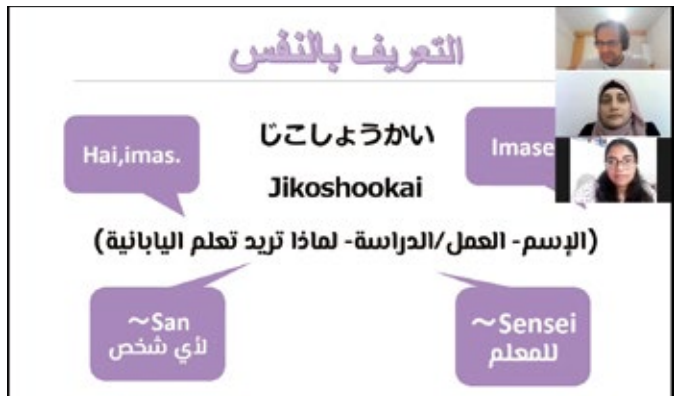 التعريف بالنفس
じこしょうかい
Hai,imas.
Jikoshookai
(الإسم- العمل/الدراسة- لماذا تريد تعلم اليابانية)
～San
لأي شخص
～Sensei
للمعلم